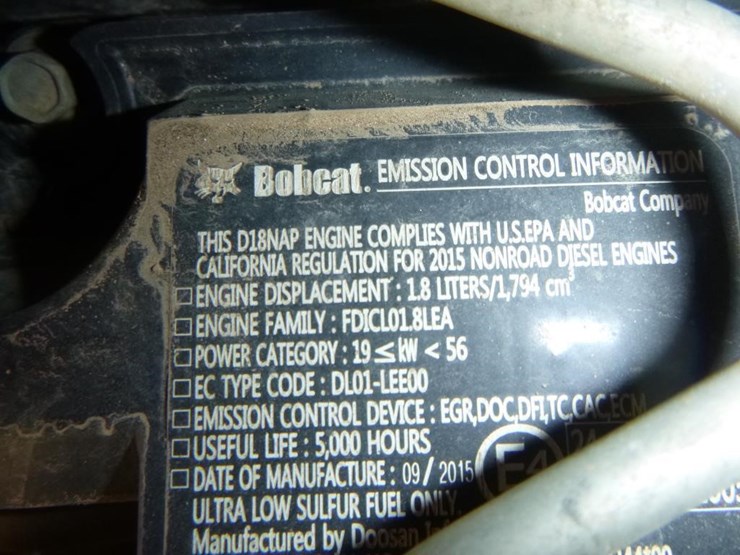 Bobcat. EMISSION CONTROL INFORMATION
Bobcat Company
THIS D18NAP ENGINE COMPLIES WITH U.S.EPA AND
CALIFORNIA REGULATION FOR 2015 NONROAD DIESEL ENGINES
□ ENGINE DISPLACEMENT : 1.8 LITERS/1,794 cm³
□ ENGINE FAMILY : FDICL01.8LEA
□ POWER CATEGORY : 19 ≤ kW < 56
□ EC TYPE CODE : DL01-LEE00
□ EMISSION CONTROL DEVICE : EGR,DOC,DFI,TC,CAC,ECM
□ USEFUL LIFE : 5,000 HOURS
□ DATE OF MANUFACTURE : 09/ 2015
E4
ULTRA LOW SULFUR FUEL ONLY
Manufactured by Doosan